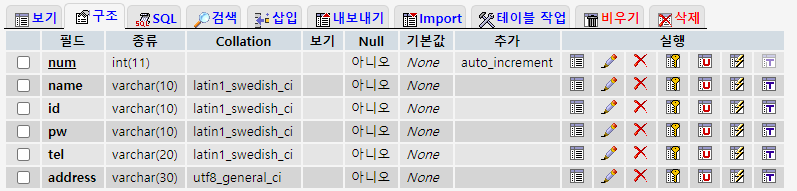 보기 구조 SQL 검색 삽입 내보내기 Import 테이블 작업 비우기 삭제
필드 종류 Collation 보기 Null 기본값 추가 실행
num int(11) 아니오 None auto_increment
name varchar(10) latin1_swedish_ci 아니오 None
id varchar(10) latin1_swedish_ci 아니오 None
pw varchar(10) latin1_swedish_ci 아니오 None
tel varchar(20) latin1_swedish_ci 아니오 None
address varchar(30) utf8_general_ci 아니오 None